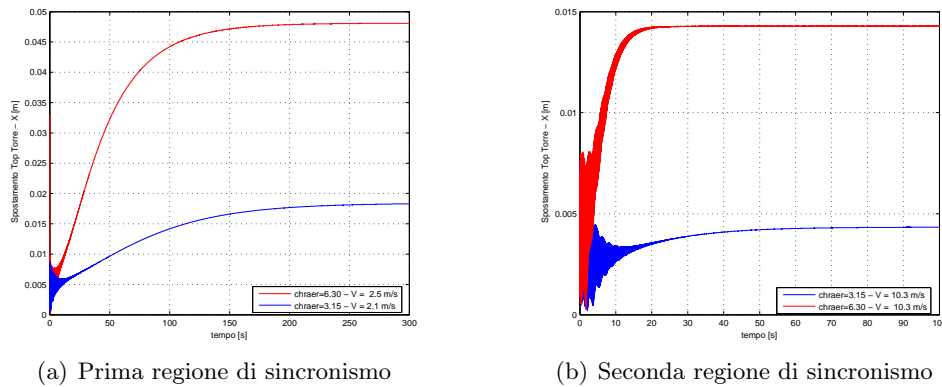 0.05
0.045
0.04
0.035
0.03
0.025
0.02
0.015
0.01
0.005
0
Spostamento Top Torre − X [m]
0 50 100 150 200 250 300
tempo [s]
chraer=6.30 − V = 2.5 m/s
chraer=3.15 − V = 2.1 m/s
(a) Prima regione di sincronismo
0.015
0.01
0.005
0
Spostamento Top Torre − X [m]
0 10 20 30 40 50 60 70 80 90 100
tempo [s]
chraer=3.15 − V = 10.3 m/s
chraer=6.30 − V = 10.3 m/s
(b) Seconda regione di sincronismo